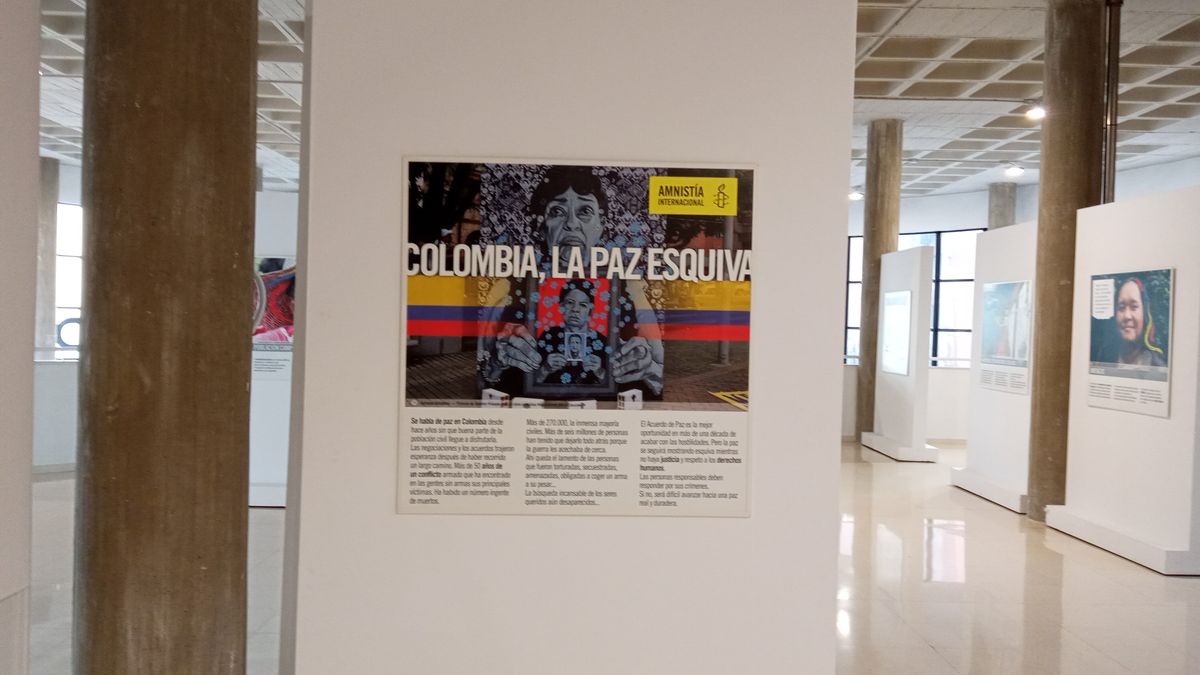 AMNISTÍA
INTERNACIONAL
COLOMBIA, LA PAZ ESQUIVA
Se habla de paz en Colombia desde
hace años sin que buena parte de la
población civil llegue a disfrutarla.
Las negociaciones y los acuerdos trajeron
esperanza después de haber recorrido
un largo camino. Más de 50 años de
un conflicto armado que ha encontrado
en las gentes sin armas sus principales
víctimas. Ha habido un número ingente
de muertos.
Más de 270.000, la inmensa mayoría
civiles. Más de seis millones de personas
han tenido que dejarlo todo atrás porque
la guerra les acechaba de cerca.
Ahí queda el lamento de las personas
que fueron torturadas, secuestradas,
amenazadas, obligadas a coger un arma
a su pesar...
La búsqueda incansable de los seres
queridos aún desaparecidos...
El Acuerdo de Paz es la mejor
oportunidad en más de una década de
acabar con las hostilidades. Pero la paz
se seguirá mostrando esquiva mientras
no haya justicia y respeto a los derechos
humanos.
Las personas responsables deben
responder por sus crímenes.
Si no, será difícil avanzar hacia una paz
real y duradera.